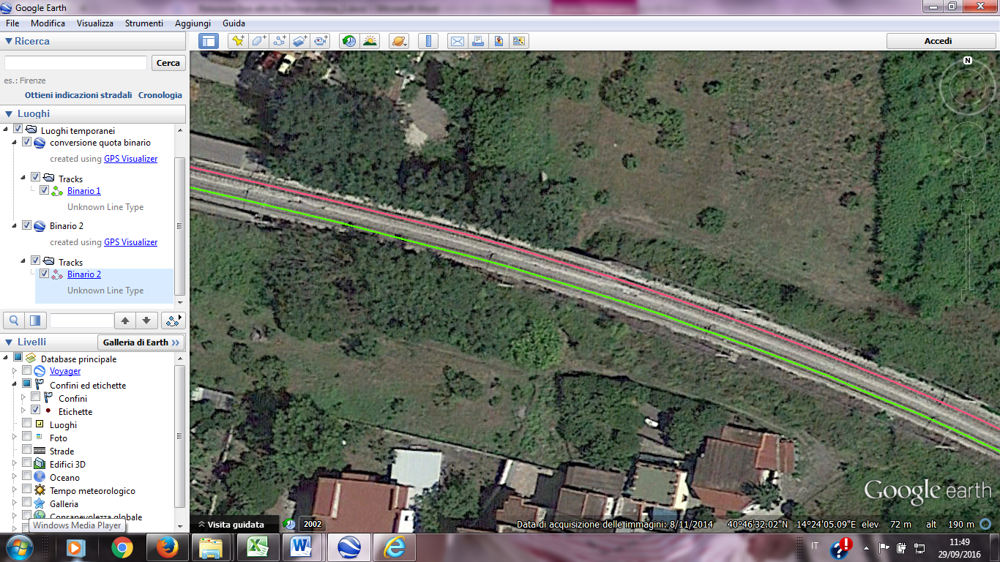 Google Earth
File Modifica Visualizza Strumenti Aggiungi Guida
Ricerca
Cerca
es.: Firenze
Ottieni indicazioni stradali Cronologia
Luoghi
Luoghi temporanei
conversione quota binario
created using GPS Visualizer
Tracks
Binario 1
Unknown Line Type
Binario 2
created using GPS Visualizer
Tracks
Binario 2
Unknown Line Type
Livelli
Galleria di Earth >>
Database principale
Voyager
Confini ed etichette
Confini
Etichette
Luoghi
Foto
Strade
Edifici 3D
Oceano
Tempo meteorologico
Galleria
Consapevolezza globale
Windows Media Player
Accedi
N
Google earth
Visita guidata
2002
Data di acquisizione delle immagini: 8/11/2014 40°46'32.02"N 14°24'05.09"E elev 72 m alt 190 m
IT
11:49
29/09/2016